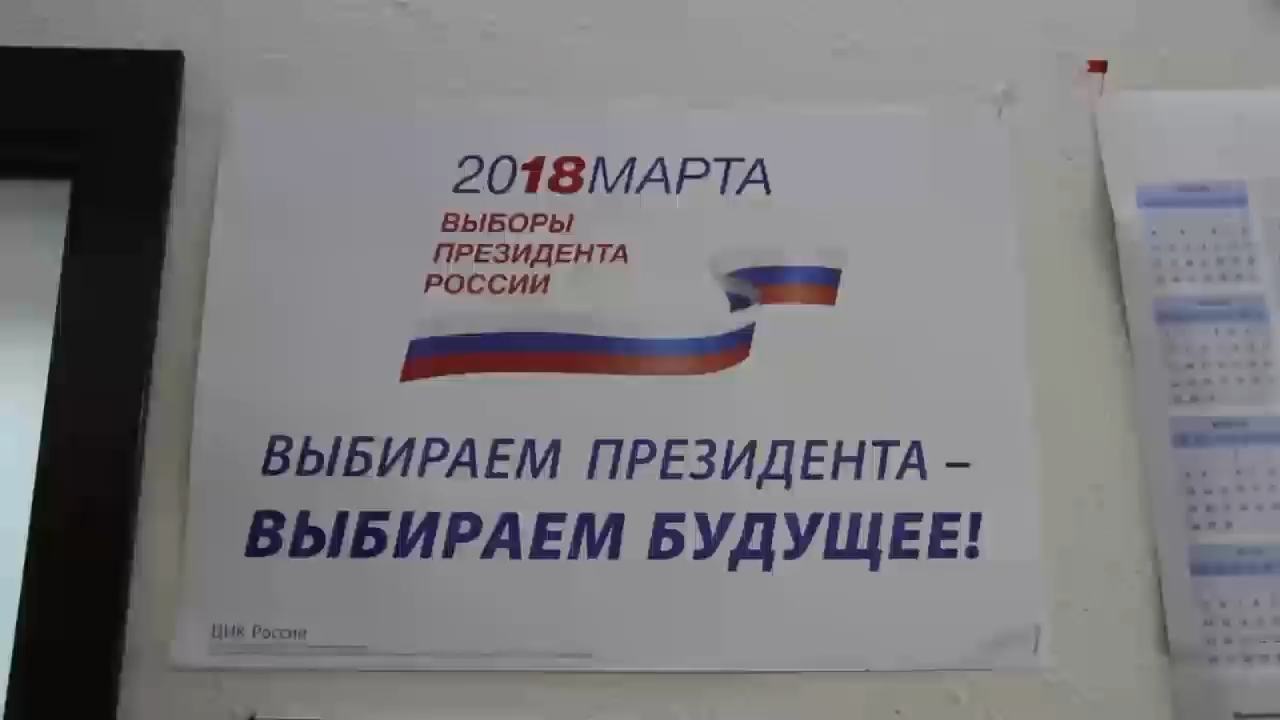 2018МАРТА
ВЫБОРЫ
ПРЕЗИДЕНТА
РОССИИ
ВЫБИРАЕМ ПРЕЗИДЕНТА –
ВЫБИРАЕМ БУДУЩЕЕ!
ЦИК России